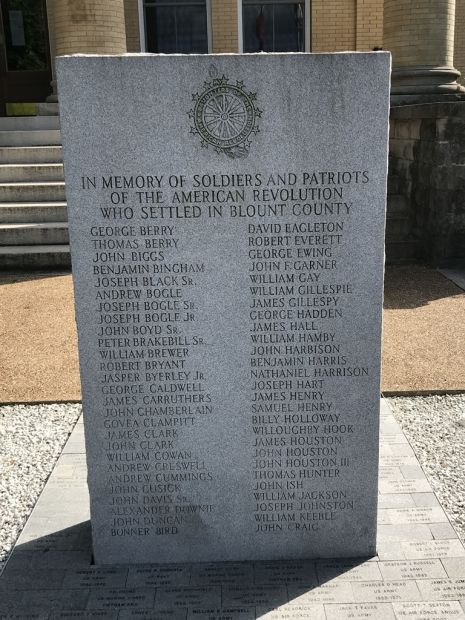 IN MEMORY OF SOLDIERS AND PATRIOTS
OF THE AMERICAN REVOLUTION
WHO SETTLED IN BLOUNT COUNTY
GEORGE BERRY
THOMAS BERRY
JOHN BIGGS
BENJAMIN BINGHAM
JOSEPH BLACK SR.
ANDREW BOGLE
JOSEPH BOGLE SR.
JOSEPH BOGLE JR.
JOHN BOYD SR.
PETER BRAKEBILL SR.
WILLIAM BREWER
ROBERT BRYANT
JASPER BYERLEY JR.
GEORGE CALDWELL
JAMES CARRUTHERS
JOHN CHAMBERLAIN
GOVEA CLAMPITT
JAMES CLARK
JOHN CLARK
WILLIAM COWAN
ANDREW CRESWELL
ANDREW CUMMINGS
JOHN CUSICK
JOHN DAVIS SR.
ALEXANDER DOWNIE
JOHN DUNCAN
BONNER BIRD
DAVID EAGLETON
ROBERT EVERETT
GEORGE EWING
JOHN F. GARNER
WILLIAM GAY
WILLIAM GILLESPIE
JAMES GILLESPY
GEORGE HADDEN
JAMES HALL
WILLIAM HAMBY
JOHN HARBISON
BENJAMIN HARRIS
NATHANIEL HARRISON
JOSEPH HART
JAMES HENRY
SAMUEL HENRY
BILLY HOLLOWAY
WILLOUGHBY HOOK
JAMES HOUSTON
JOHN HOUSTON
JOHN HOUSTON III
THOMAS HUNTER
JOHN ISH
WILLIAM JACKSON
JOSEPH JOHNSTON
WILLIAM KEEBLE
JOHN CRAIG